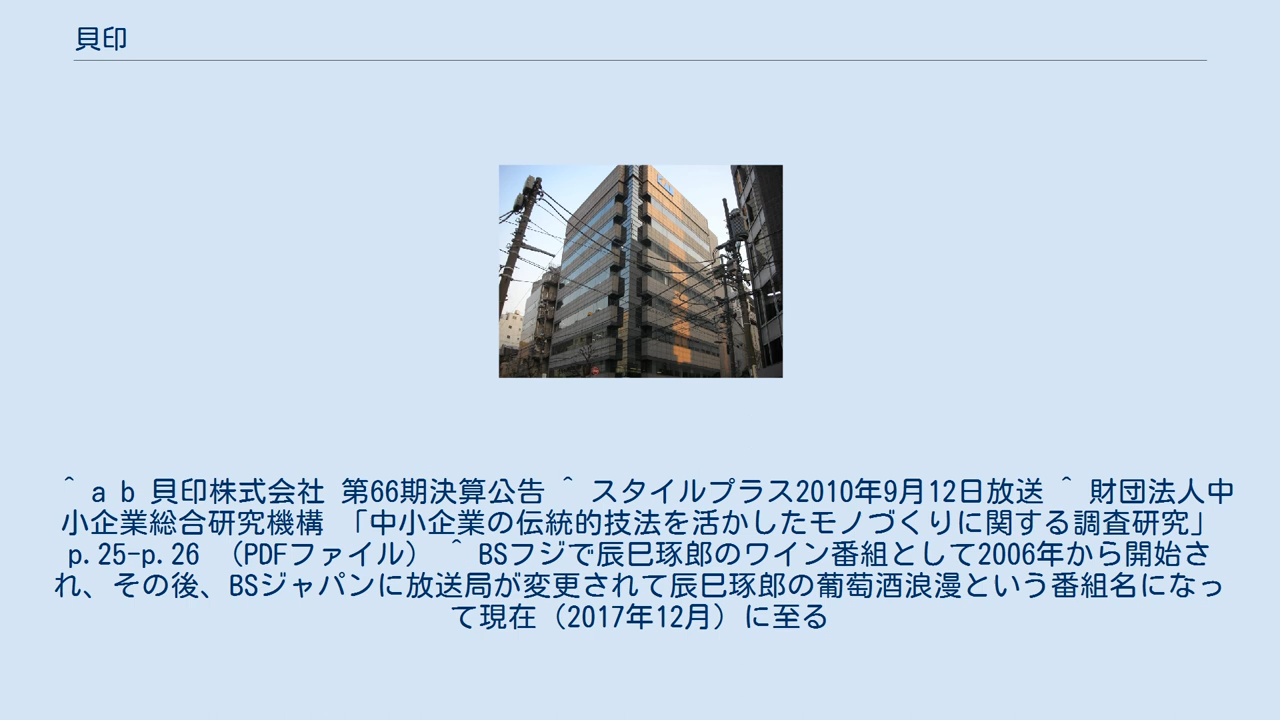 貝印
^ a b 貝印株式会社 第66期決算公告 ^ スタイルプラス2010年9月12日放送 ^ 財団法人中
小企業総合研究機構 「中小企業の伝統的技法を活かしたモノづくりに関する調査研究」
p.25-p.26 （PDFファイル） ^ BSフジで辰巳琢郎のワイン番組として2006年から開始さ
れ、その後、BSジャパンに放送局が変更されて辰巳琢郎の葡萄酒浪漫という番組名になっ
て現在（2017年12月）に至る